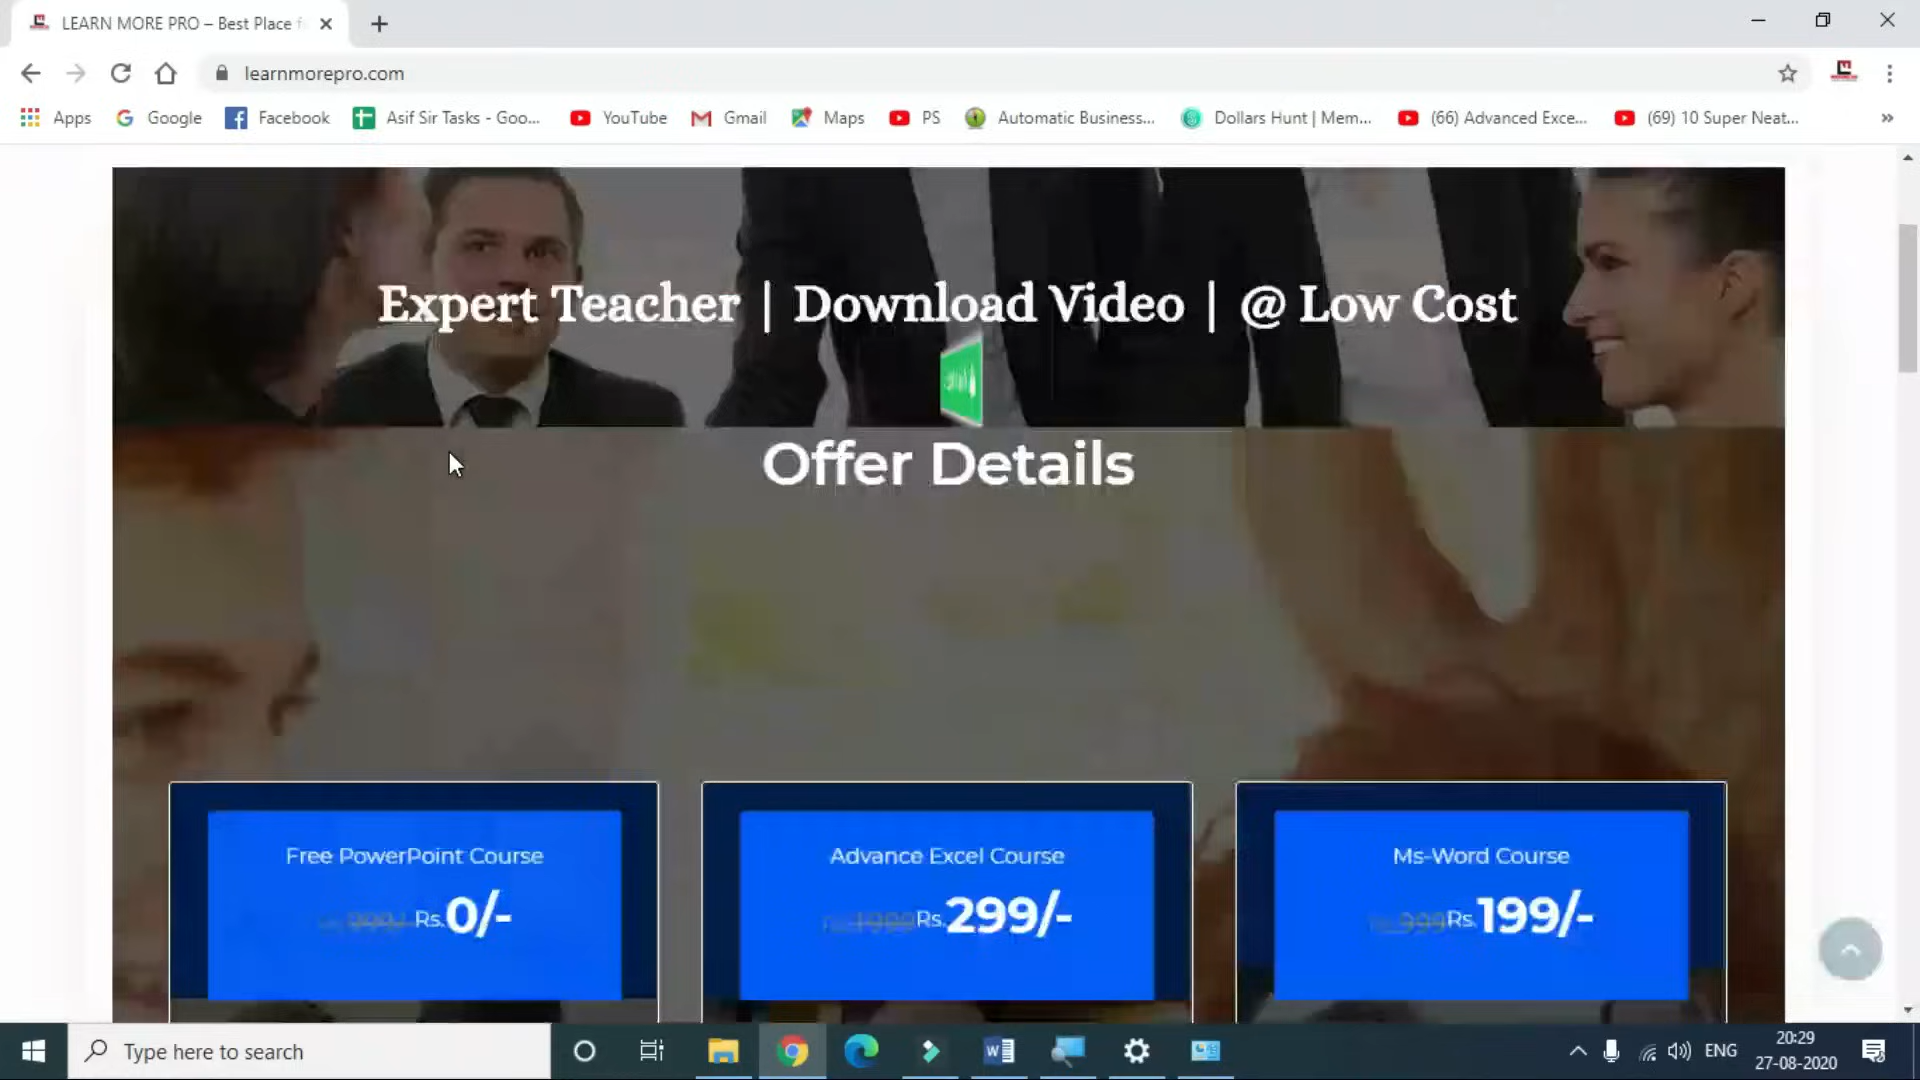 LEARN MORE PRO – Best Place f
learnmorepro.com
Apps
Google
Facebook
Asif Sir Tasks - Goo...
YouTube
Gmail
Maps
PS
Automatic Business...
Dollars Hunt | Mem...
(66) Advanced Exce...
(69) 10 Super Neat...
Expert Teacher | Download Video | @ Low Cost
Offer Details
Free PowerPoint Course
Rs.0/-
Advance Excel Course
Rs.299/-
Ms-Word Course
Rs.199/-
Type here to search
ENG
20:29
27-08-2020